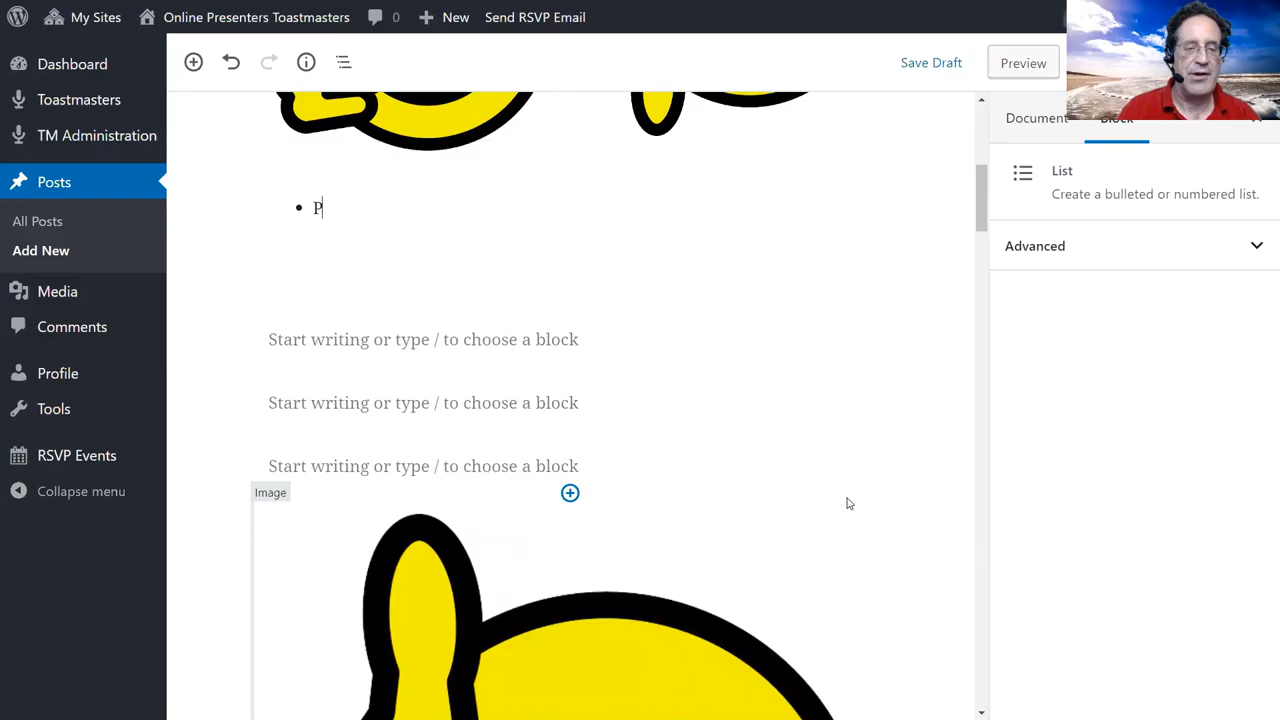 My Sites
Online Presenters Toastmasters
0
New
Send RSVP Email
Dashboard
Toastmasters
TM Administration
Posts
All Posts
Add New
Media
Comments
Profile
Tools
RSVP Events
Collapse menu
Save Draft
Preview
Document
Block
List
Create a bulleted or numbered list.
Advanced
• P
Start writing or type / to choose a block
Start writing or type / to choose a block
Start writing or type / to choose a block
Image